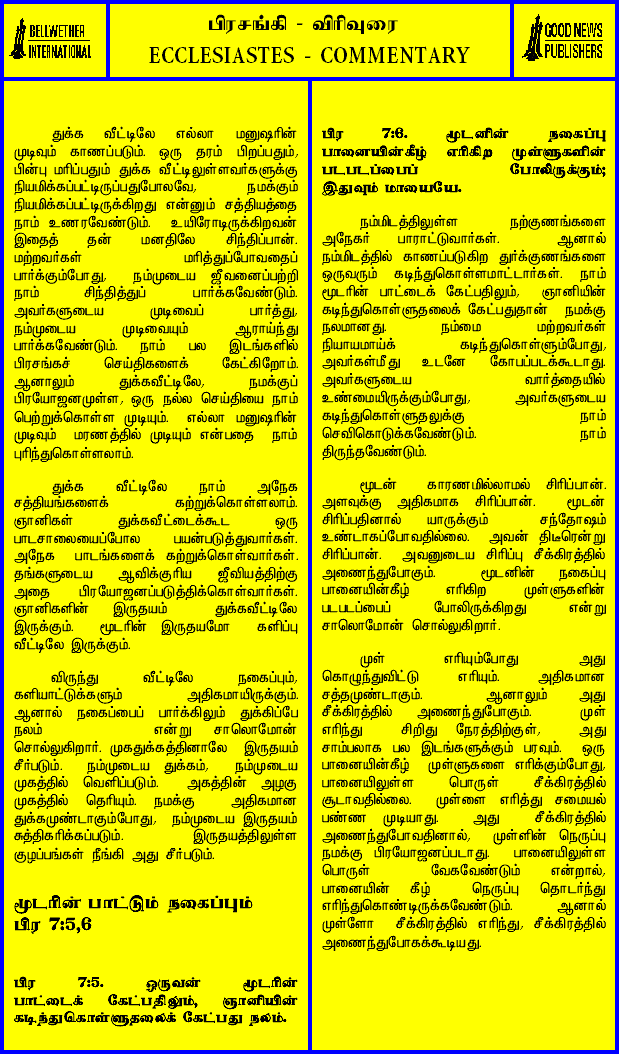 BELLWETHER
INTERNATIONAL
பிரசங்கி - விரிவுரை
ECCLESIASTES - COMMENTARY
GOOD NEWS
PUBLISHERS
துக்க வீட்டிலே எல்லா மனுஷரின்
முடிவும் காணப்படும். ஒரு தரம் பிறப்பதும்,
பின்பு மரிப்பதும் துக்க வீட்டிலுள்ளவர்களுக்கு
நியமிக்கப்பட்டிருப்பதுபோலவே, நமக்கும்
நியமிக்கப்பட்டிருக்கிறது என்னும் சத்தியத்தை
நாம் உணரவேண்டும். உயிரோடிருக்கிறவன்
இதைத் தன் மனதிலே சிந்திப்பான்.
மற்றவர்கள் மரித்துப்போவதைப்
பார்க்கும்போது, நம்முடைய ஜீவனைப்பற்றி
நாம் சிந்தித்துப் பார்க்கவேண்டும்.
அவர்களுடைய முடிவைப் பார்த்து,
நம்முடைய முடிவையும் ஆராய்ந்து
பார்க்கவேண்டும். நாம் பல இடங்களில்
பிரசங்கச் செய்திகளைக் கேட்கிறோம்.
ஆனாலும் துக்கவீட்டிலே, நமக்குப்
பிரயோஜனமுள்ள, ஒரு நல்ல செய்தியை நாம்
பெற்றுக்கொள்ள முடியும். எல்லா மனுஷரின்
முடிவும் மரணத்தில் முடியும் என்பதை நாம்
புரிந்துகொள்ளலாம்.
துக்க வீட்டிலே நாம் அநேக
சத்தியங்களைக் கற்றுக்கொள்ளலாம்.
ஞானிகள் துக்கவீட்டைக்கூட ஒரு
பாடசாலையைப்போல பயன்படுத்துவார்கள்.
அநேக பாடங்களைக் கற்றுக்கொள்வார்கள்.
தங்களுடைய ஆவிக்குரிய ஜீவியத்திற்கு
அதை பிரயோஜனப்படுத்திக்கொள்வார்கள்.
ஞானிகளின் இருதயம் துக்கவீட்டிலே
இருக்கும். மூடரின் இருதயமோ களிப்பு
வீட்டிலே இருக்கும்.
விருந்து வீட்டிலே நகைப்பும்,
களியாட்டுக்களும் அதிகமாயிருக்கும்.
ஆனால் நகைப்பைப் பார்க்கிலும் துக்கிப்பே
நலம் என்று சாலொமோன்
சொல்லுகிறார். முகதுக்கத்தினாலே இருதயம்
சீர்படும். நம்முடைய துக்கம், நம்முடைய
முகத்தில் வெளிப்படும். அகத்தின் அழகு
முகத்தில் தெரியும். நமக்கு அதிகமான
துக்கமுண்டாகும்போது, நம்முடைய இருதயம்
சுத்திகரிக்கப்படும். இருதயத்திலுள்ள
குழப்பங்கள் நீங்கி அது சீர்படும்.
மூடரின் பாட்டும் நகைப்பும்
பிர 7:5,6
பிர 7:5. ஒருவன் மூடரின்
பாட்டைக் கேட்பதிலும், ஞானியின்
கடிந்துகொள்ளுதலைக் கேட்பது நலம்.
பிர 7:6. மூடனின் நகைப்பு
பானையின்கீழ் எரிகிற முள்ளுகளின்
படபடப்பைப் போலிருக்கும்;
இதுவும் மாயையே.
நம்மிடத்திலுள்ள நற்குணங்களை
அநேகர் பாராட்டுவார்கள். ஆனால்
நம்மிடத்தில் காணப்படுகிற துர்க்குணங்களை
ஒருவரும் கடிந்துகொள்ளமாட்டார்கள். நாம்
மூடரின் பாட்டைக் கேட்பதிலும், ஞானியின்
கடிந்துகொள்ளுதலைக் கேட்பதுதான் நமக்கு
நலமானது. நம்மை மற்றவர்கள்
நியாயமாய்க் கடிந்துகொள்ளும்போது,
அவர்கள்மீது உடனே கோபப்படக்கூடாது.
அவர்களுடைய வார்த்தையில்
உண்மையிருக்கும்போது, அவர்களுடைய
கடிந்துகொள்ளுதலுக்கு நாம்
செவிகொடுக்கவேண்டும். நாம்
திருந்தவேண்டும்.
மூடன் காரணமில்லாமல் சிரிப்பான்.
அளவுக்கு அதிகமாக சிரிப்பான். மூடன்
சிரிப்பதினால் யாருக்கும் சந்தோஷம்
உண்டாகப்போவதில்லை. அவன் திடீரென்று
சிரிப்பான். அவனுடைய சிரிப்பு சீக்கிரத்தில்
அணைந்துபோகும். மூடனின் நகைப்பு
பானையின்கீழ் எரிகிற முள்ளுகளின்
படபடப்பைப் போலிருக்கிறது என்று
சாலொமோன் சொல்லுகிறார்.
முள் எரியும்போது அது
கொழுந்துவிட்டு எரியும். அதிகமான
சத்தமுண்டாகும். ஆனாலும் அது
சீக்கிரத்தில் அணைந்துபோகும். முள்
எரிந்து சிறிது நேரத்திற்குள், அது
சாம்பலாக பல இடங்களுக்கும் பரவும். ஒரு
பானையின்கீழ் முள்ளுகளை எரிக்கும்போது,
பானையிலுள்ள பொருள் சீக்கிரத்தில்
சூடாவதில்லை. முள்ளை எரித்து சமையல்
பண்ண முடியாது. அது சீக்கிரத்தில்
அணைந்துபோவதினால், முள்ளின் நெருப்பு
நமக்கு பிரயோஜனப்படாது. பானையிலுள்ள
பொருள் வேகவேண்டும் என்றால்,
பானையின் கீழ் நெருப்பு தொடர்ந்து
எரிந்துகொண்டிருக்கவேண்டும். ஆனால்
முள்ளோ சீக்கிரத்தில் எரிந்து, சீக்கிரத்தில்
அணைந்துபோகக்கூடியது.